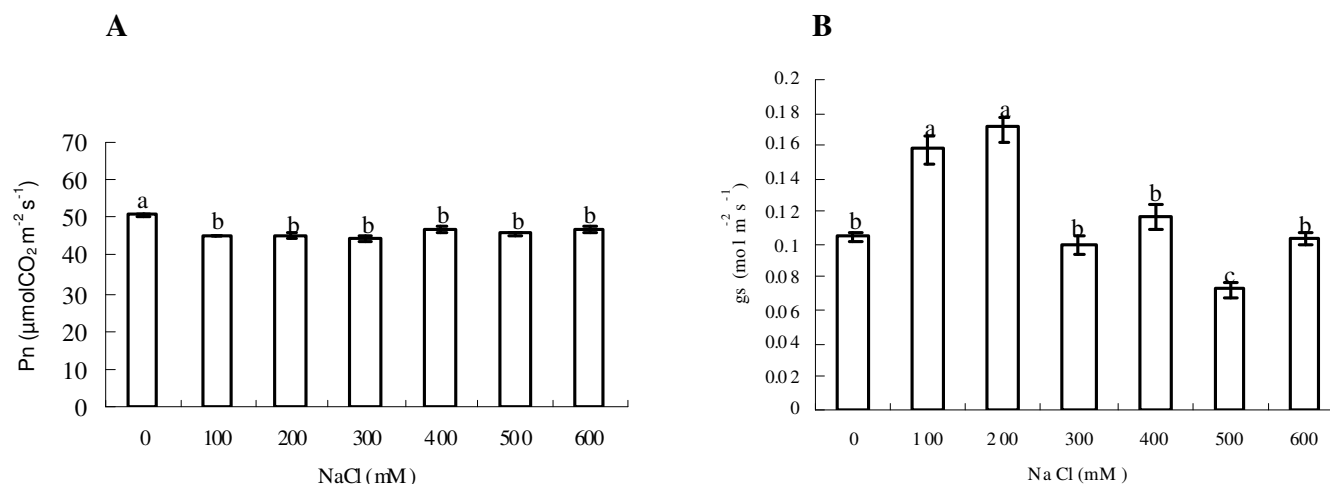 A
Pn (µmolCO₂ m⁻² s⁻¹)
70
60
50
40
30
20
10
0
a
b
b
b
b
b
b
0 100 200 300 400 500 600
NaCl (mM)
B
gs (mol m⁻² s⁻¹)
0.2
0.18
0.16
0.14
0.12
0.1
0.08
0.06
0.04
0.02
0
b
a
a
b
b
c
b
0 100 200 300 400 500 600
NaCl (mM)